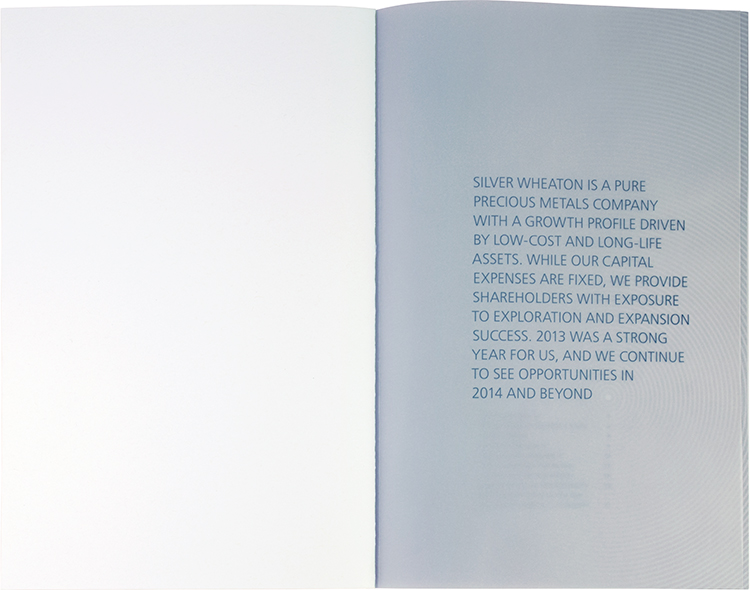 SILVER WHEATON IS A PURE
PRECIOUS METALS COMPANY
WITH A GROWTH PROFILE DRIVEN
BY LOW-COST AND LONG-LIFE
ASSETS. WHILE OUR CAPITAL
EXPENSES ARE FIXED, WE PROVIDE
SHAREHOLDERS WITH EXPOSURE
TO EXPLORATION AND EXPANSION
SUCCESS. 2013 WAS A STRONG
YEAR FOR US, AND WE CONTINUE
TO SEE OPPORTUNITIES IN
2014 AND BEYOND